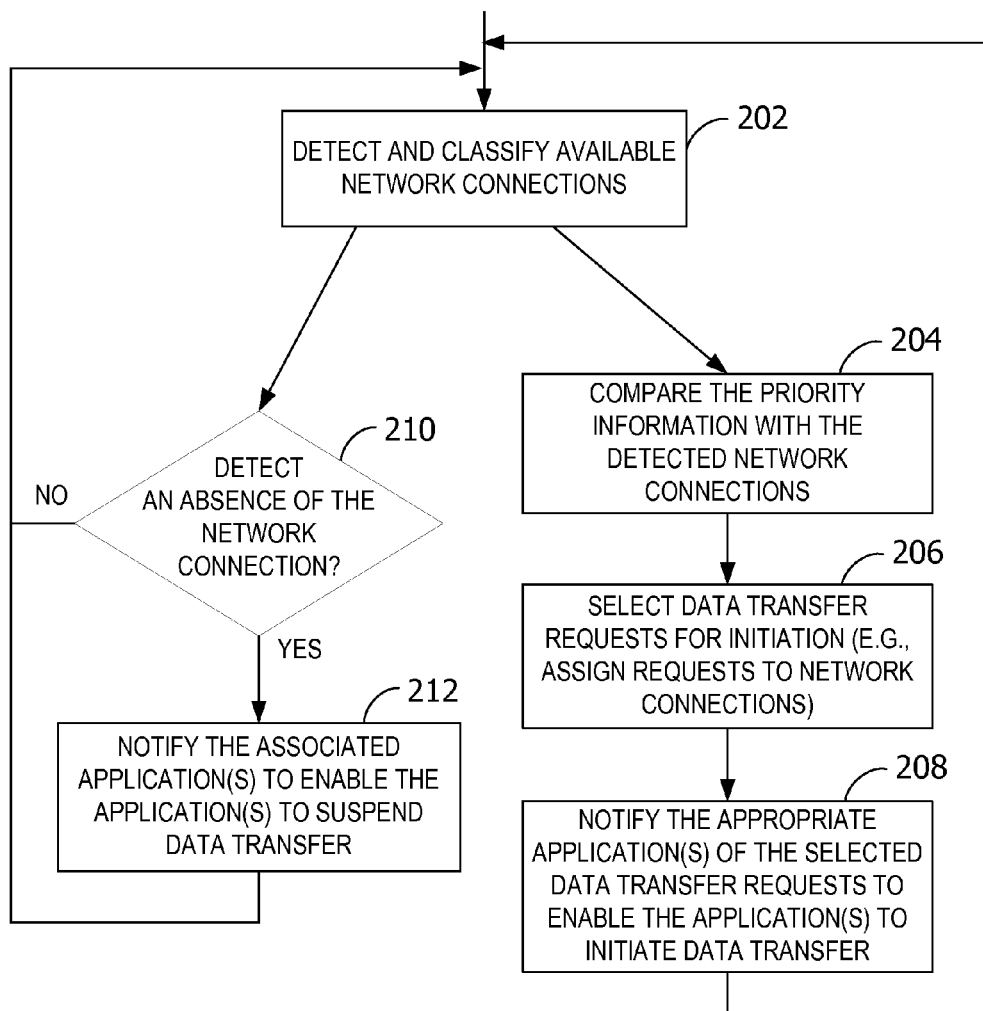 202
DETECT AND CLASSIFY AVAILABLE
NETWORK CONNECTIONS
204
COMPARE THE PRIORITY
INFORMATION WITH THE
DETECTED NETWORK
CONNECTIONS
210
DETECT
AN ABSENCE OF THE
NETWORK
CONNECTION?
NO
YES
206
SELECT DATA TRANSFER
REQUESTS FOR INITIATION (E.G.,
ASSIGN REQUESTS TO NETWORK
CONNECTIONS)
212
NOTIFY THE ASSOCIATED
APPLICATION(S) TO ENABLE THE
APPLICATION(S) TO SUSPEND
DATA TRANSFER
208
NOTIFY THE APPROPRIATE
APPLICATION(S) OF THE SELECTED
DATA TRANSFER REQUESTS TO
ENABLE THE APPLICATION(S) TO
INITIATE DATA TRANSFER